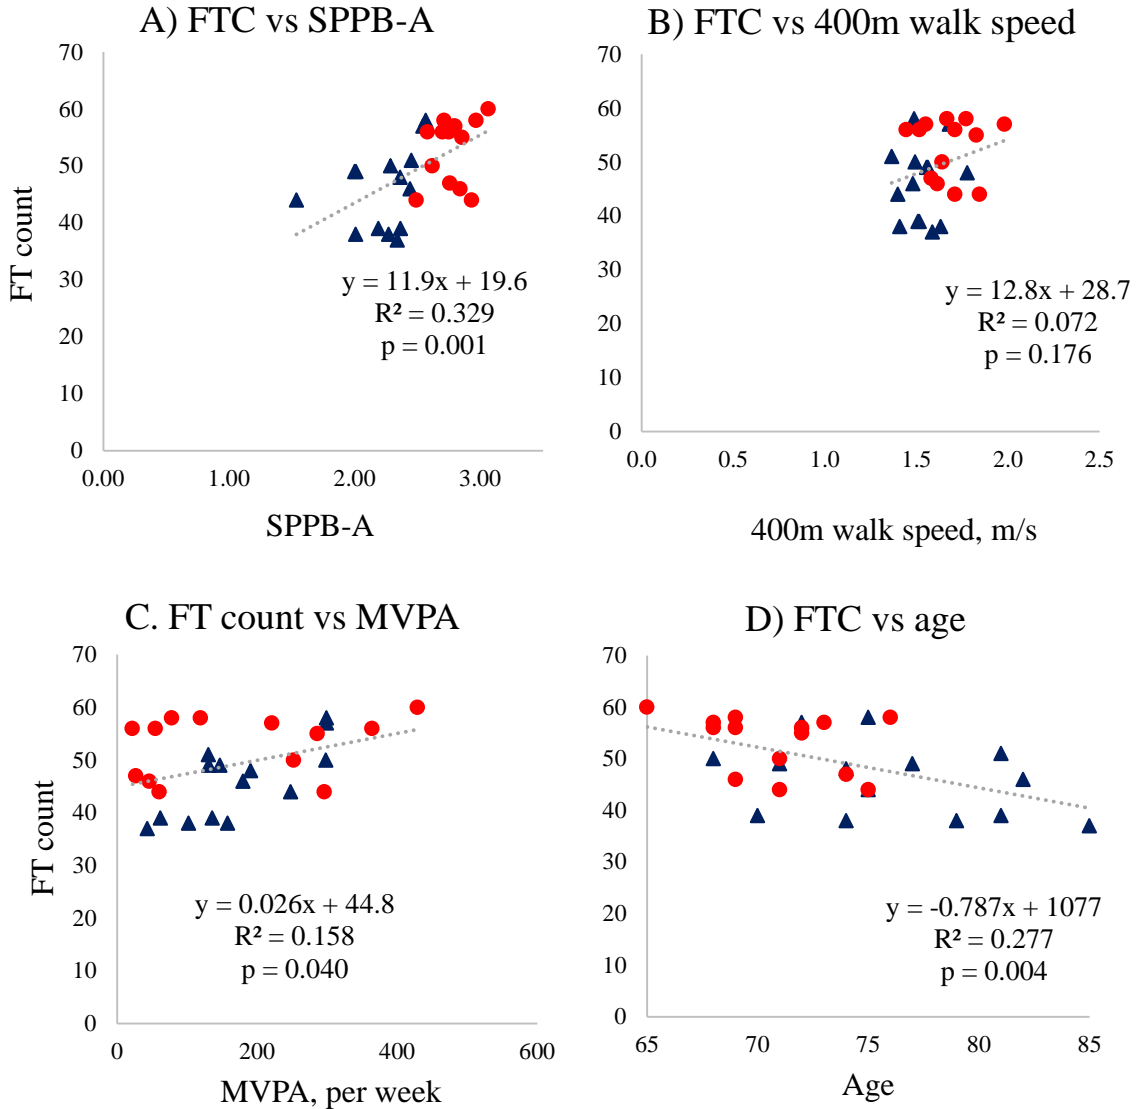 A) FTC vs SPPB-A
70
60
50
40
30
20
10
0
FT count
y = 11.9x + 19.6
R² = 0.329
p = 0.001
0.00 1.00 2.00 3.00
SPPB-A
B) FTC vs 400m walk speed
70
60
50
40
30
20
10
0
y = 12.8x + 28.7
R² = 0.072
p = 0.176
0.0 0.5 1.0 1.5 2.0 2.5
400m walk speed, m/s
C. FT count vs MVPA
70
60
50
40
30
20
10
0
FT count
y = 0.026x + 44.8
R² = 0.158
p = 0.040
0 200 400 600
MVPA, per week
D) FTC vs age
70
60
50
40
30
20
10
0
y = -0.787x + 1077
R² = 0.277
p = 0.004
65 70 75 80 85
Age